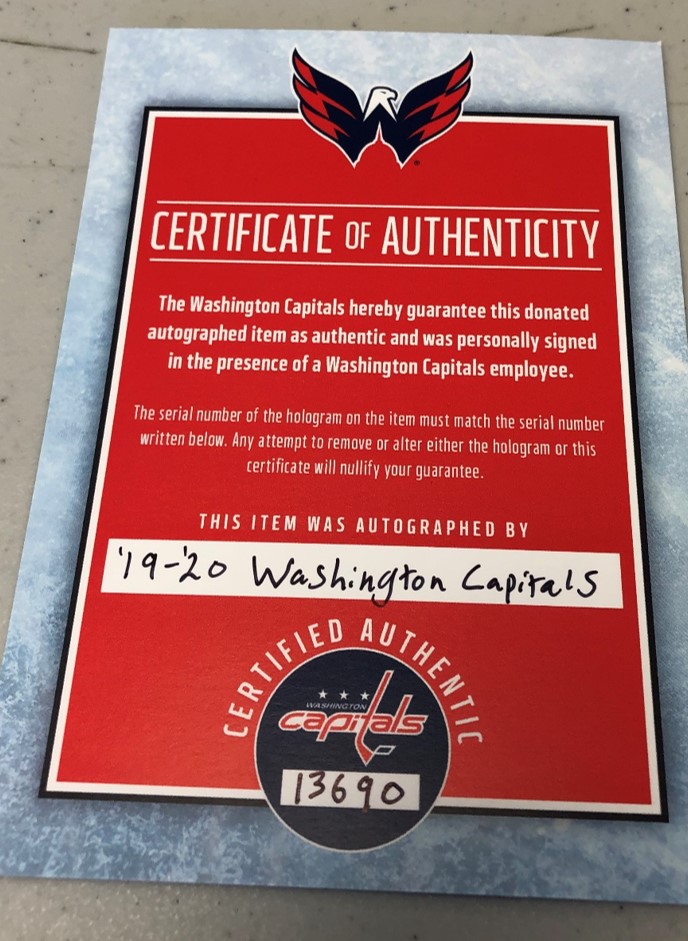 CERTIFICATE OF AUTHENTICITY
The Washington Capitals hereby guarantee this donated
autographed item as authentic and was personally signed
in the presence of a Washington Capitals employee.
The serial number of the hologram on the item must match the serial number
written below. Any attempt to remove or alter either the hologram or this
certificate will nullify your guarantee.
THIS ITEM WAS AUTOGRAPHED BY
'19-'20 Washington Capitals
CERTIFIED AUTHENTIC
WASHINGTON
capitals
13690